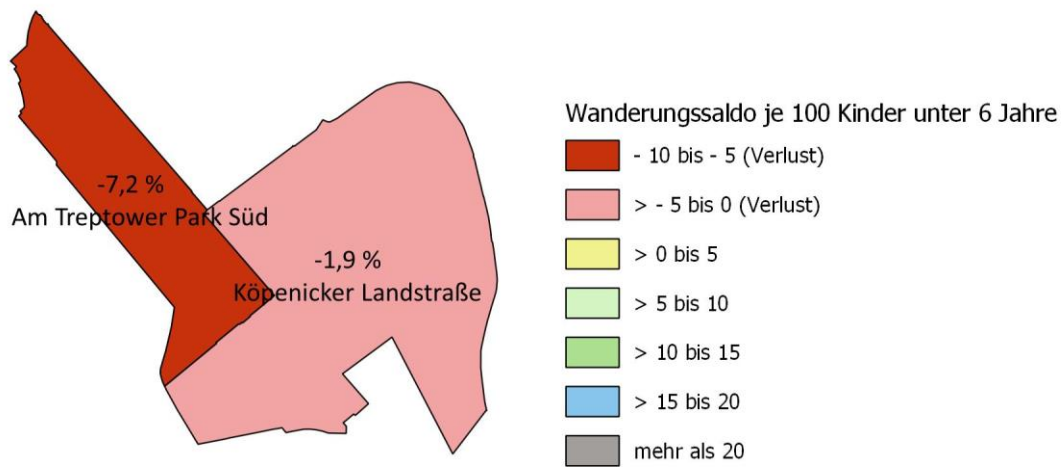 -7,2 %
Am Treptower Park Süd
-1,9 %
Köpenicker Landstraße
Wanderungssaldo je 100 Kinder unter 6 Jahre
- 10 bis - 5 (Verlust)
> - 5 bis 0 (Verlust)
> 0 bis 5
> 5 bis 10
> 10 bis 15
> 15 bis 20
mehr als 20